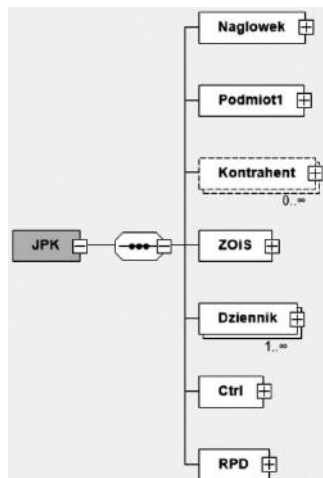 Naglowek
Podmiot1
Kontrahent
0..∞
JPK
ZOiS
Dziennik
1..∞
Ctrl
RPD